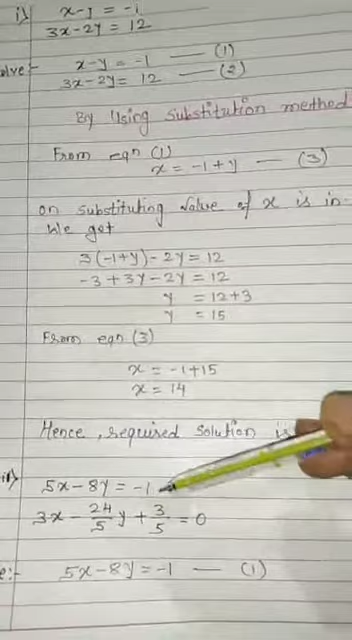 i) x-y = -1
3x-2y = 12
olve:- x-y = -1 — (1)
3x-2y = 12 — (2)
By Using Substitution method
From eqn (1)
x = -1+y — (3)
on substituting value of x is in
We get
3(-1+y)-2y = 12
-3+3y-2y = 12
y = 12+3
y = 15
From eqn (3)
x = -1+15
x = 14
Hence, required solution is
ii) 5x-8y = -1
3x - 24/5 y + 3/5 = 0
e:- 5x-8y = -1 — (1)